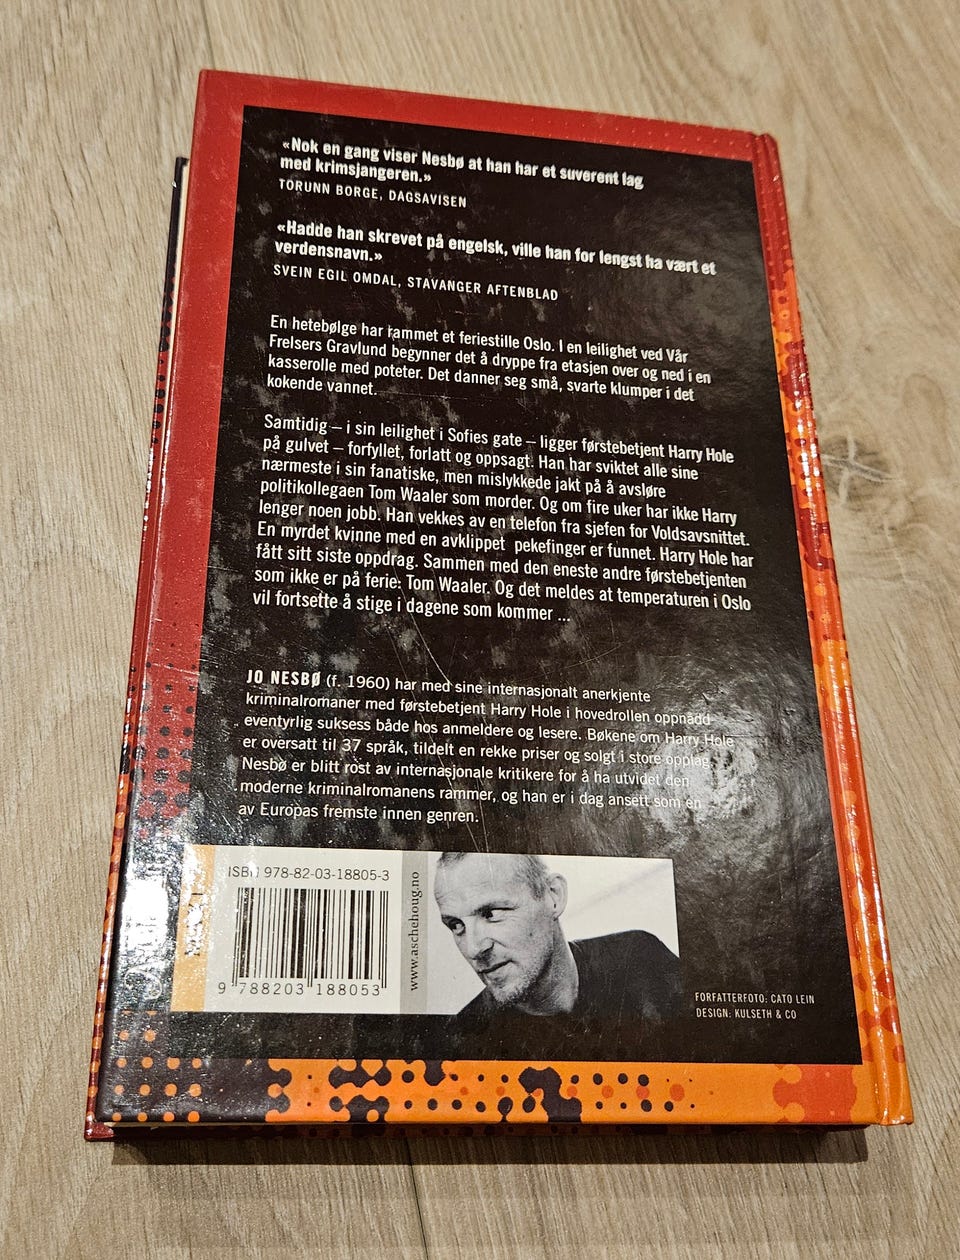 «Nok en gang viser Nesbø at han har et suverent lag
med krimsjangeren.»
TORUNN BORGE, DAGSAVISEN
«Hadde han skrevet på engelsk, ville han for lengst ha vært et
verdensnavn.»
SVEIN EGIL OMDAL, STAVANGER AFTENBLAD
En hetebølge har rammet et feriestille Oslo. I en leilighet ved Vår
Frelsers Gravlund begynner det å dryppe fra etasjen over og ned i en
kasserolle med poteter. Det danner seg små, svarte klumper i det
kokende vannet.
Samtidig – i sin leilighet i Sofies gate – ligger førstebetjent Harry Hole
på gulvet – forfyllet, forlatt og oppsagt. Han har sviktet alle sine
nærmeste i sin fanatiske, men mislykkede jakt på å avsløre
politikollegaen Tom Waaler som morder. Og om fire uker har ikke Harry
lenger noen jobb. Han vekkes av en telefon fra sjefen for Voldsavsnittet.
En myrdet kvinne med en avklippet pekefinger er funnet. Harry Hole har
fått sitt siste oppdrag. Sammen med den eneste andre førstebetjenten
som ikke er på ferie: Tom Waaler. Og det meldes at temperaturen i Oslo
vil fortsette å stige i dagene som kommer ...
JO NESBØ (f. 1960) har med sine internasjonalt anerkjente
kriminalromaner med førstebetjent Harry Hole i hovedrollen oppnådd
eventyrlig suksess både hos anmeldere og lesere. Bøkene om Harry Hole
er oversatt til 37 språk, tildelt en rekke priser og solgt i store opplag.
Nesbø er blitt rost av internasjonale kritikere for å ha utvidet den
moderne kriminalromanens rammer, og han er i dag ansett som en
av Europas fremste innen genren.
ISBN 978-82-03-18805-3
9 788203 188053
www.aschehoug.no
FORFATTERFOTO: CATO LEIN
DESIGN: KULSETH & CO